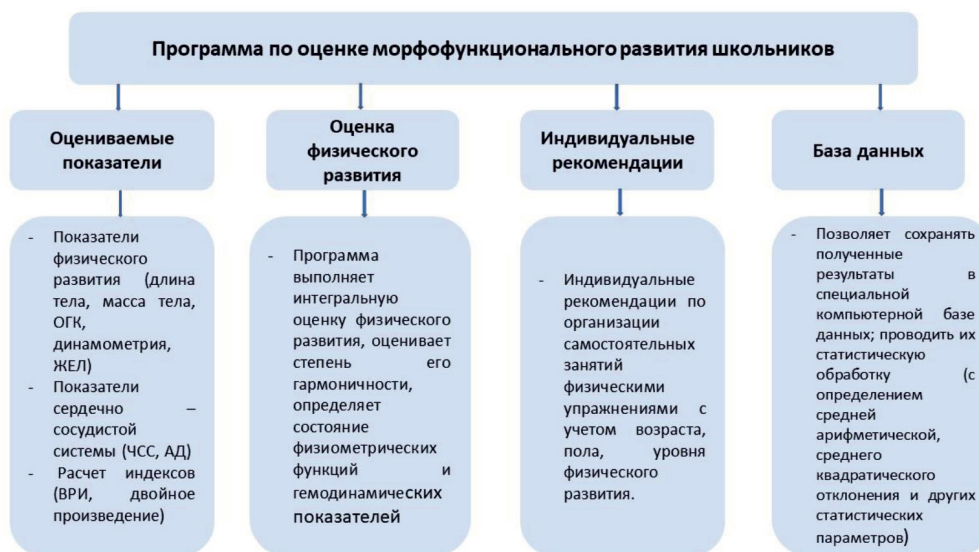 Программа по оценке морфофункционального развития школьников
Оцениваемые
показатели
Оценка
физического
развития
Индивидуальные
рекомендации
База данных
- Показатели
физического
развития (длина
тела, масса тела,
ОГК,
динамометрия,
ЖЕЛ)
- Показатели
сердечно –
сосудистой
системы (ЧСС, АД)
- Расчет индексов
(ВРИ, двойное
произведение)
- Программа
выполняет
интегральную
оценку физического
развития, оценивает
степень его
гармоничности,
определяет
состояние
физиометрических
функций и
гемодинамических
показателей
- Индивидуальные
рекомендации по
организации
самостоятельных
занятий
физическими
упражнениями с
учетом возраста,
пола, уровня
физического
развития.
- Позволяет сохранять
полученные
результаты в
специальной
компьютерной базе
данных; проводить их
статистическую
обработку (с
определением
средней
арифметической,
среднего
квадратического
отклонения и других
статистических
параметров)